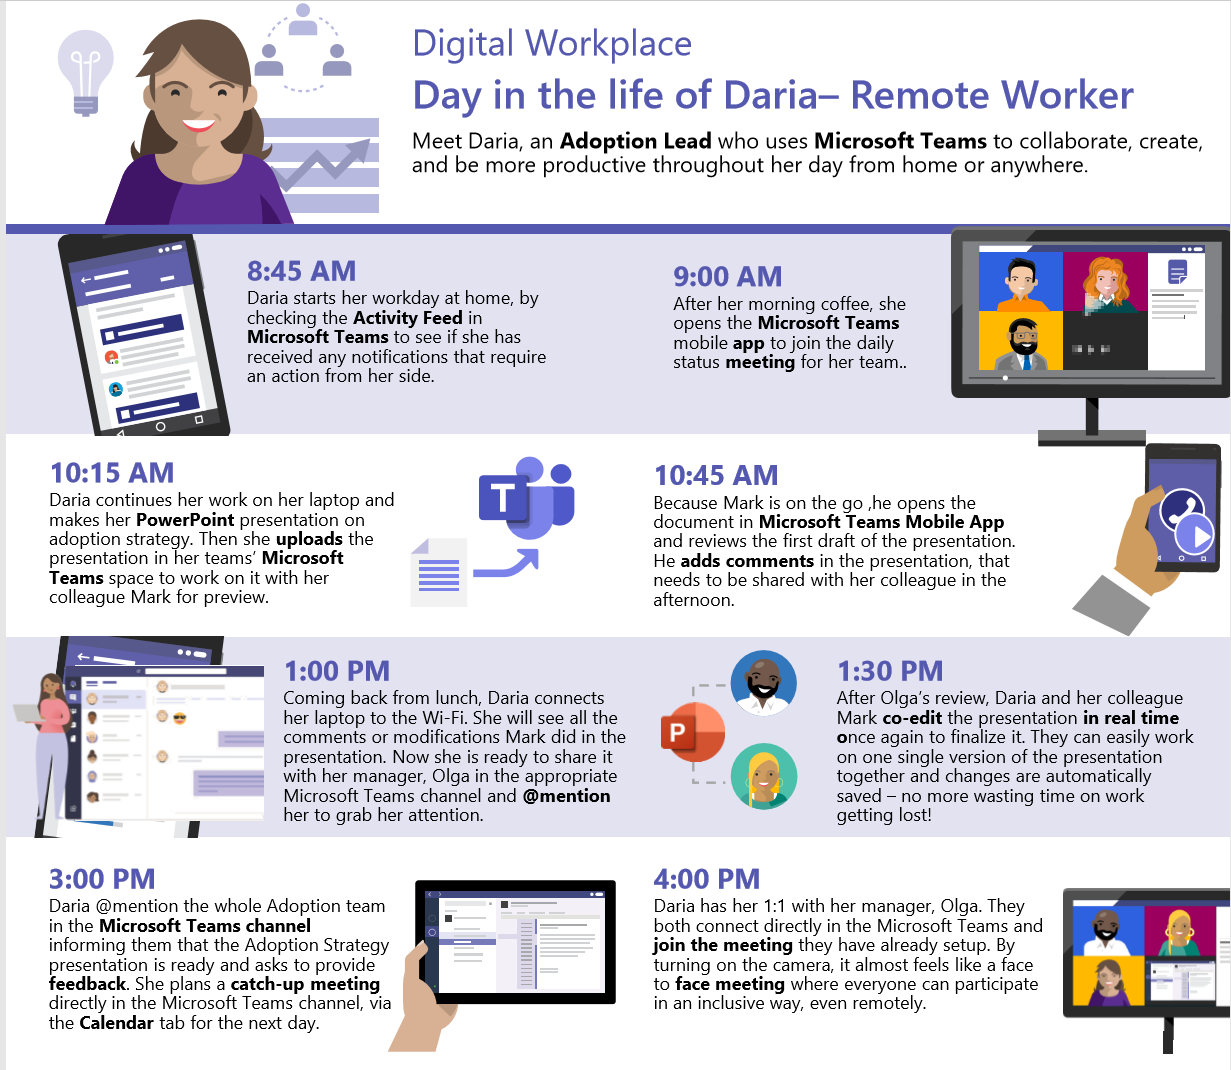 Digital Workplace
Day in the life of Daria– Remote Worker
Meet Daria, an Adoption Lead who uses Microsoft Teams to collaborate, create,
and be more productive throughout her day from home or anywhere.
8:45 AM
Daria starts her workday at home, by
checking the Activity Feed in
Microsoft Teams to see if she has
received any notifications that require
an action from her side.
9:00 AM
After her morning coffee, she
opens the Microsoft Teams
mobile app to join the daily
status meeting for her team..
10:15 AM
Daria continues her work on her laptop and
makes her PowerPoint presentation on
adoption strategy. Then she uploads the
presentation in her teams’ Microsoft
Teams space to work on it with her
colleague Mark for preview.
T
10:45 AM
Because Mark is on the go ,he opens the
document in Microsoft Teams Mobile App
and reviews the first draft of the presentation.
He adds comments in the presentation, that
needs to be shared with her colleague in the
afternoon.
1:00 PM
Coming back from lunch, Daria connects
her laptop to the Wi-Fi. She will see all the
comments or modifications Mark did in the
presentation. Now she is ready to share it
with her manager, Olga in the appropriate
Microsoft Teams channel and @mention
her to grab her attention.
P
1:30 PM
After Olga’s review, Daria and her colleague
Mark co-edit the presentation in real time
once again to finalize it. They can easily work
on one single version of the presentation
together and changes are automatically
saved – no more wasting time on work
getting lost!
3:00 PM
Daria @mention the whole Adoption team
in the Microsoft Teams channel
informing them that the Adoption Strategy
presentation is ready and asks to provide
feedback. She plans a catch-up meeting
directly in the Microsoft Teams channel, via
the Calendar tab for the next day.
4:00 PM
Daria has her 1:1 with her manager, Olga. They
both connect directly in the Microsoft Teams and
join the meeting they have already setup. By
turning on the camera, it almost feels like a face
to face meeting where everyone can participate
in an inclusive way, even remotely.